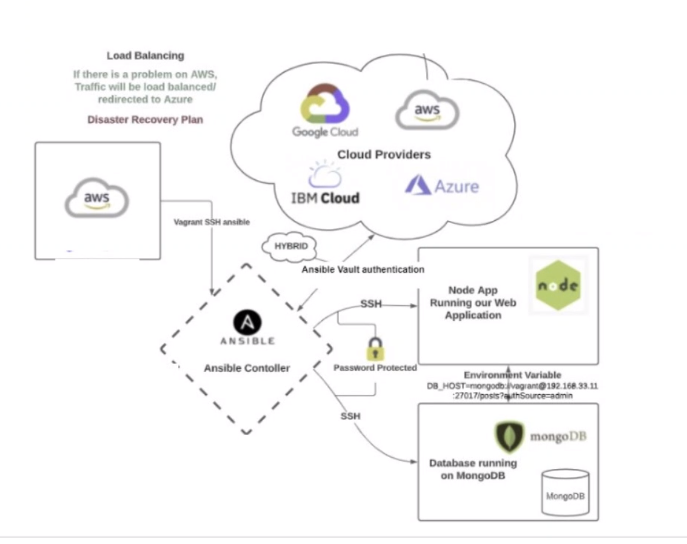 Load Balancing
If there is a problem on AWS,
Traffic will be load balanced/
redirected to Azure
Disaster Recovery Plan
aws
Vagrant SSH ansible
Google Cloud
aws
Cloud Providers
IBM Cloud
Azure
HYBRID
Ansible Vault authentication
A
ANSIBLE
Ansible Contoller
SSH
Password Protected
SSH
Node App
Running our Web
Application
node
Environment Variable
DB_HOST=mongodb://vagrant@192.168.33.11
:27017/posts?authSource=admin
mongoDB
Database running
on MongoDB
MongoDB